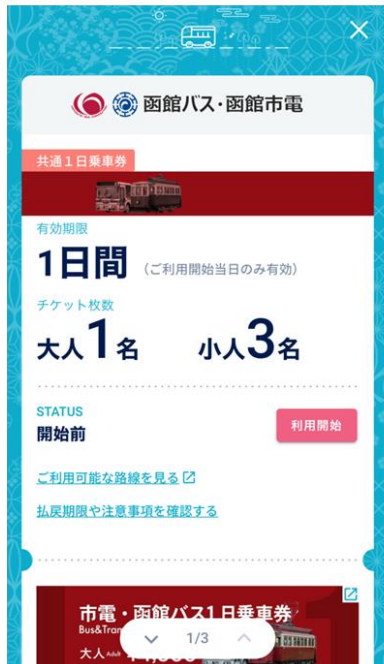 函館バス・函館市電
共通1日乗車券
有効期限
1日間 （ご利用開始当日のみ有効）
チケット枚数
大人1名 小人3名
STATUS
開始前
利用開始
ご利用可能な路線を見る
払戻期限や注意事項を確認する
市電・函館バス1日乗車券
Bus&Tram
大人 Adult
1/3